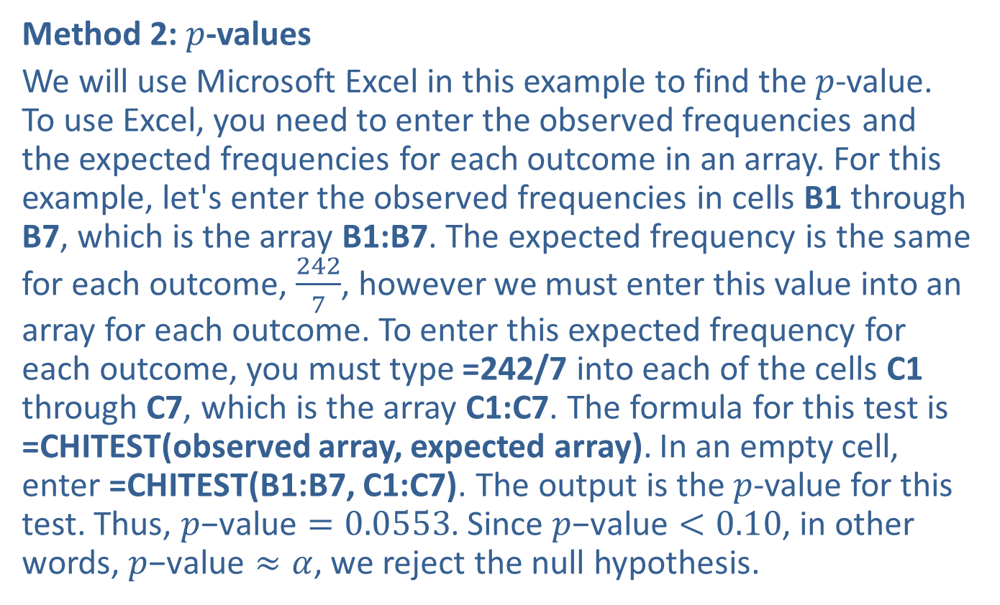 Method 2: p-values
We will use Microsoft Excel in this example to find the p-value.
To use Excel, you need to enter the observed frequencies and
the expected frequencies for each outcome in an array. For this
example, let's enter the observed frequencies in cells B1 through
B7, which is the array B1:B7. The expected frequency is the same
for each outcome, 242/7, however we must enter this value into an
array for each outcome. To enter this expected frequency for
each outcome, you must type =242/7 into each of the cells C1
through C7, which is the array C1:C7. The formula for this test is
=CHITEST(observed array, expected array). In an empty cell,
enter =CHITEST(B1:B7, C1:C7). The output is the p-value for this
test. Thus, p−value = 0.0553. Since p−value < 0.10, in other
words, p−value ≈ α, we reject the null hypothesis.